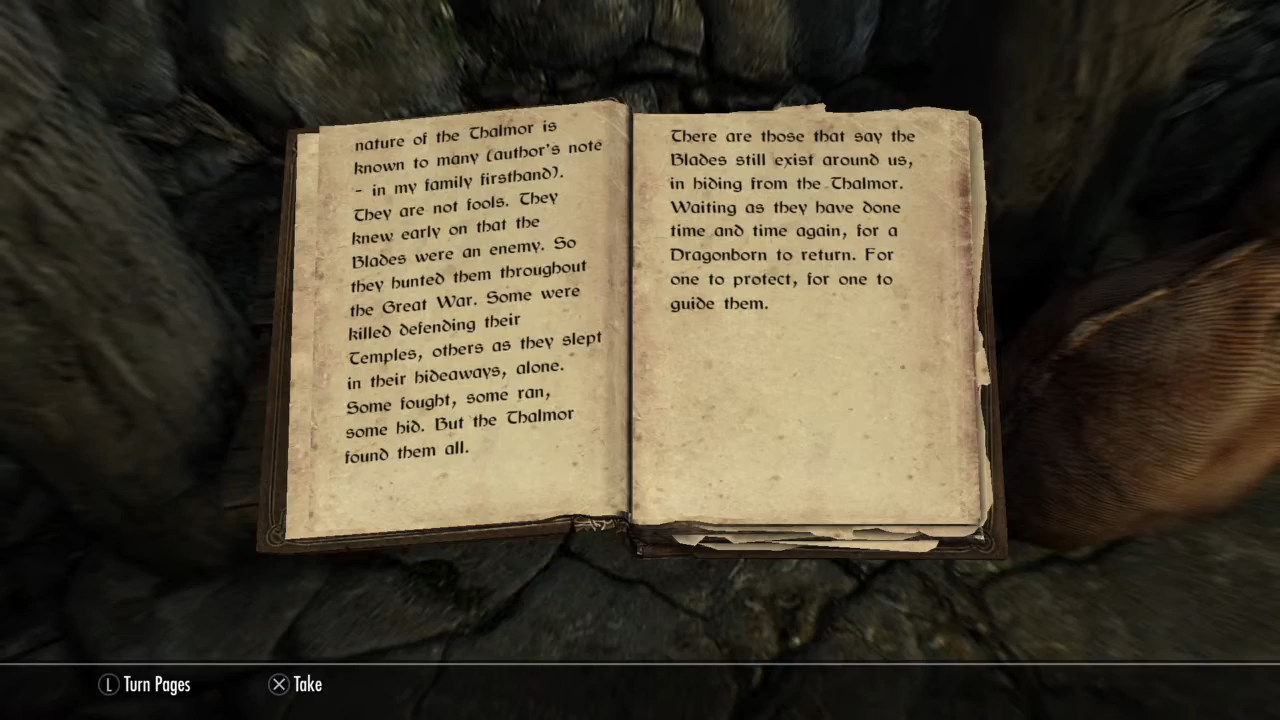 nature of the Thalmor is
known to many (author's note
- in my family firsthand).
They are not fools. They
knew early on that the
Blades were an enemy. So
they hunted them throughout
the Great War. Some were
killed defending their
Temples, others as they slept
in their hideaways, alone.
Some fought, some ran,
some hid. But the Thalmor
found them all.
There are those that say the
Blades still exist around us,
in hiding from the Thalmor.
Waiting as they have done
time and time again, for a
Dragonborn to return. For
one to protect, for one to
guide them.
L Turn Pages
X Take